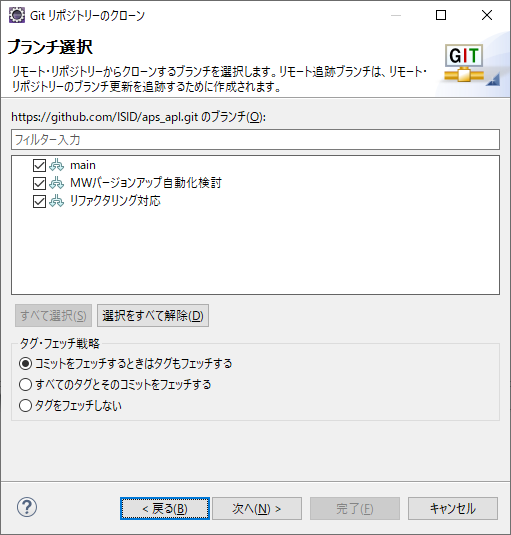 Git リポジトリーのクローン
ブランチ選択
リモート・リポジトリーからクローンするブランチを選択します。リモート追跡ブランチは、リモート・
リポジトリーのブランチ更新を追跡するために作成されます。
GIT
https://github.com/ISID/aps_apl.git のブランチ(O):
フィルター入力
main
MWバージョンアップ自動化検討
リファクタリング対応
すべて選択(S)
選択をすべて解除(D)
タグ・フェッチ戦略
コミットをフェッチするときはタグもフェッチする
すべてのタグとそのコミットをフェッチする
タグをフェッチしない
?
< 戻る(B)
次へ(N) >
完了(F)
キャンセル